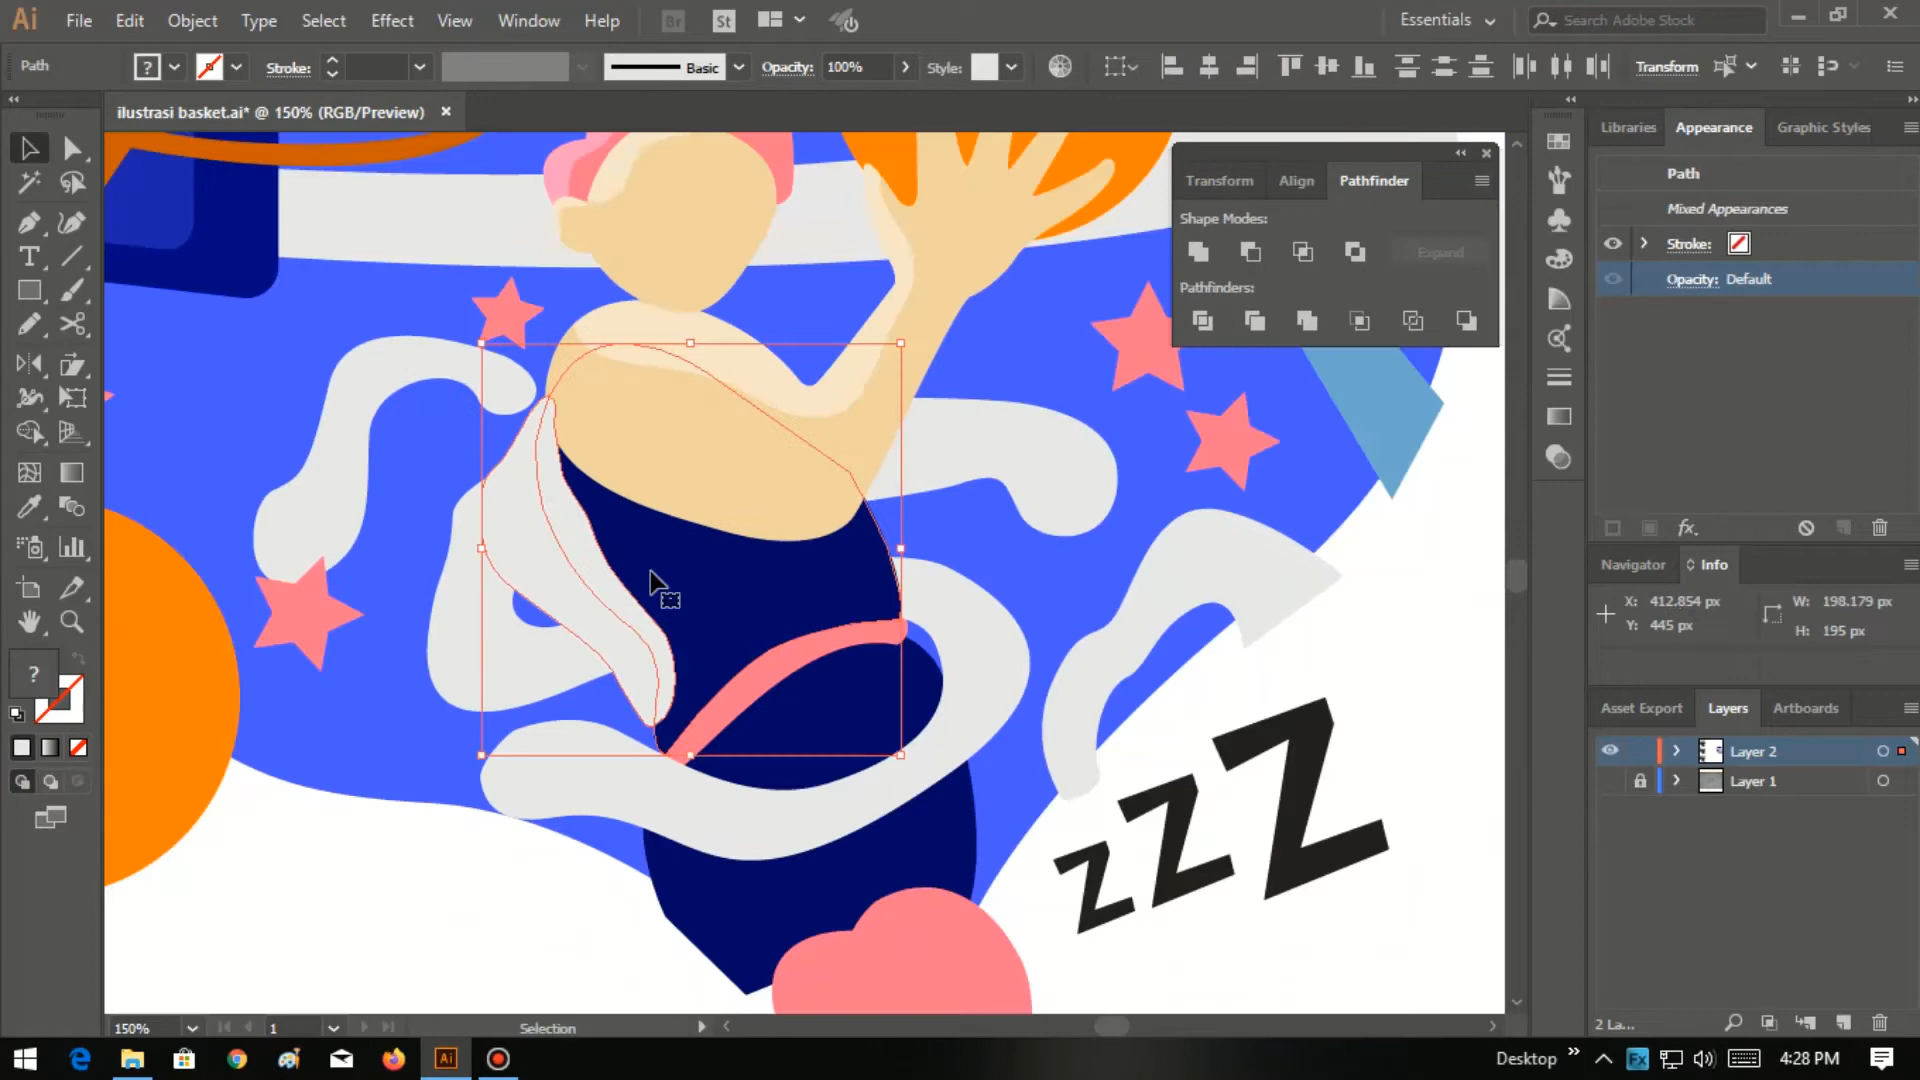 Ai File Edit Object Type Select Effect View Window Help Br St Essentials Search Adobe Stock
Path ? Stroke: Basic Opacity: 100% Style: Transform
ilustrasi basket.ai* @ 150% (RGB/Preview) ×
Libraries Appearance Graphic Styles
Path
Mixed Appearances
Stroke:
Opacity: Default
fx
Transform Align Pathfinder
Shape Modes:
Expand
Pathfinders:
Navigator Info
X: 412.854 px
Y: 445 px
W: 198.179 px
H: 195 px
Asset Export Layers Artboards
Layer 2
Layer 1
2 La...
T
?
z Z Z
150% 1 Selection
Ai Desktop » Fx 4:28 PM